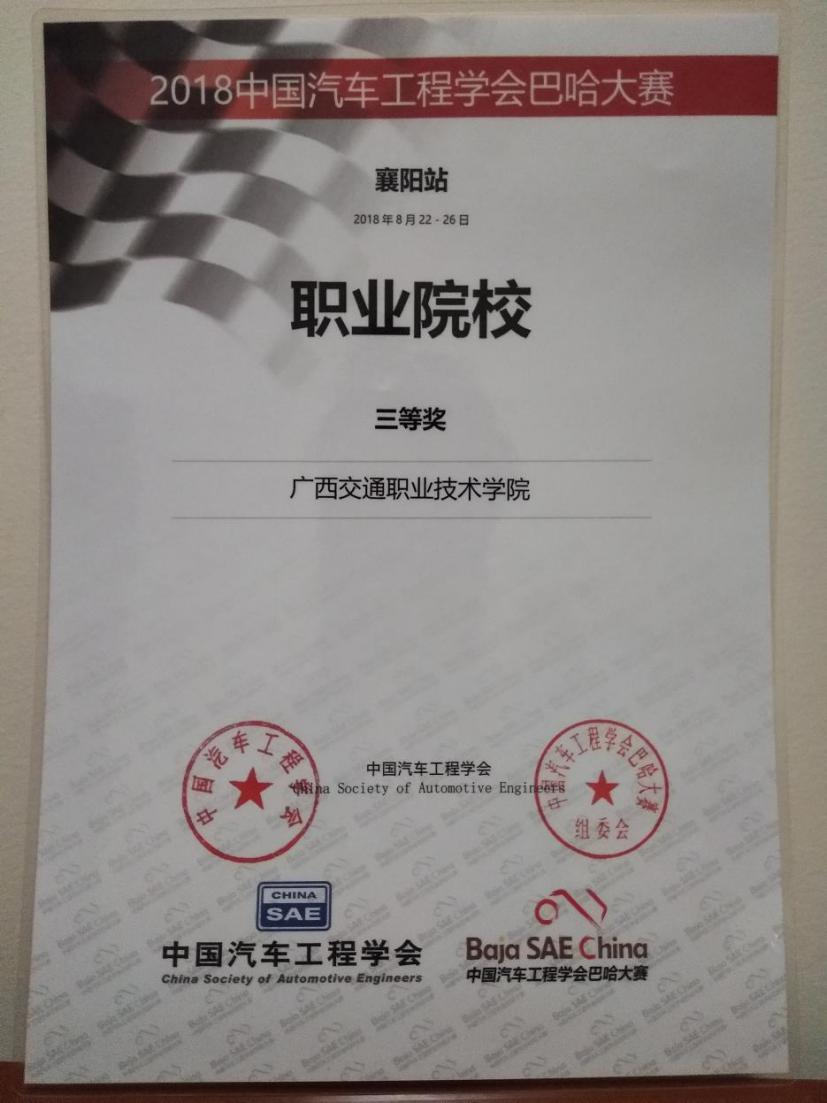 2018中国汽车工程学会巴哈大赛
襄阳站
2018年8月22-26日
职业院校
三等奖
广西交通职业技术学院
中国汽车工程学会
中国汽车工程学会
China Society of Automotive Engineers
中国汽车工程学会巴哈大赛
组委会
CHINA
SAE
中国汽车工程学会
China Society of Automotive Engineers
Baja SAE China
中国汽车工程学会巴哈大赛